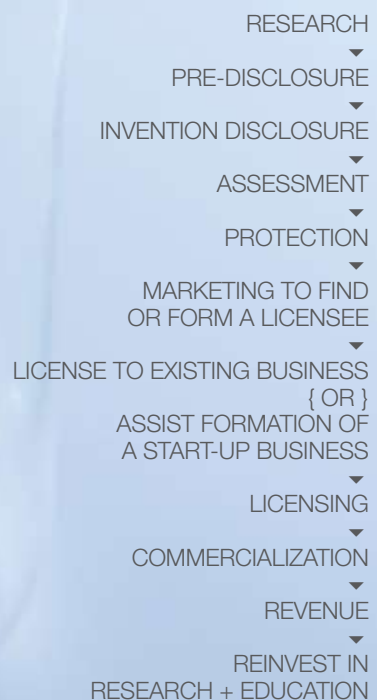 RESEARCH
PRE-DISCLOSURE
INVENTION DISCLOSURE
ASSESSMENT
PROTECTION
MARKETING TO FIND
OR FORM A LICENSEE
LICENSE TO EXISTING BUSINESS
{ OR }
ASSIST FORMATION OF
A START-UP BUSINESS
LICENSING
COMMERCIALIZATION
REVENUE
REINVEST IN
RESEARCH + EDUCATION